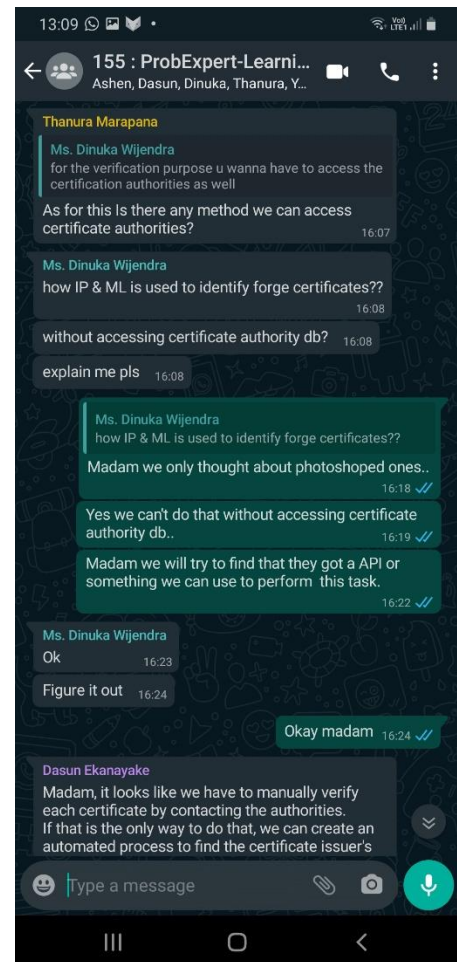 13:09
VoI)
LTE1
155 : ProbExpert-Learni...
Ashen, Dasun, Dinuka, Thanura, Y...
Thanura Marapana
Ms. Dinuka Wijendra
for the verification purpose u wanna have to access the
certification authorities as well
As for this Is there any method we can access
certificate authorities?
16:07
Ms. Dinuka Wijendra
how IP & ML is used to identify forge certificates??
16:08
without accessing certificate authority db? 16:08
explain me pls 16:08
Ms. Dinuka Wijendra
how IP & ML is used to identify forge certificates??
Madam we only thought about photoshoped ones..
16:18
Yes we can't do that without accessing certificate
authority db..
16:19
Madam we will try to find that they got a API or
something we can use to perform this task.
16:22
Ms. Dinuka Wijendra
Ok 16:23
Figure it out 16:24
Okay madam 16:24
Dasun Ekanayake
Madam, it looks like we have to manually verify
each certificate by contacting the authorities.
If that is the only way to do that, we can create an
automated process to find the certificate issuer's
Type a message